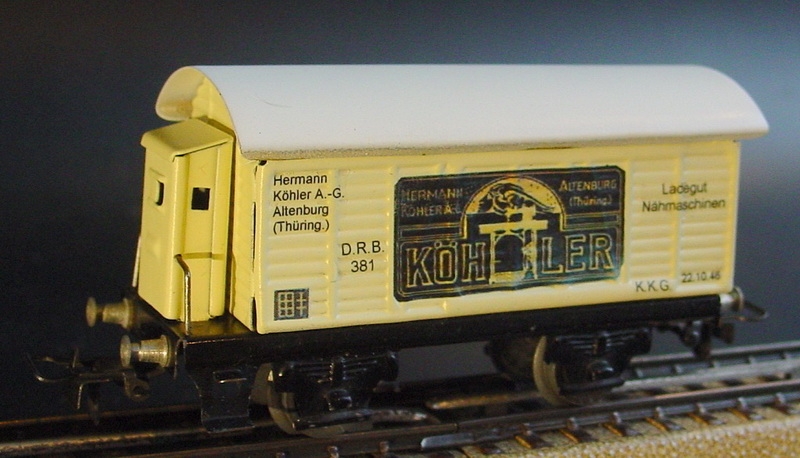 Hermann
Köhler A.-G.
Altenburg
(Thüring.)
D.R.B.
381
HERMANN
KÖHLER A.-G.
ALTENBURG
(Thüring.)
KÖHLER
Ladegut
Nähmaschinen
K.K.G. 22.10.46